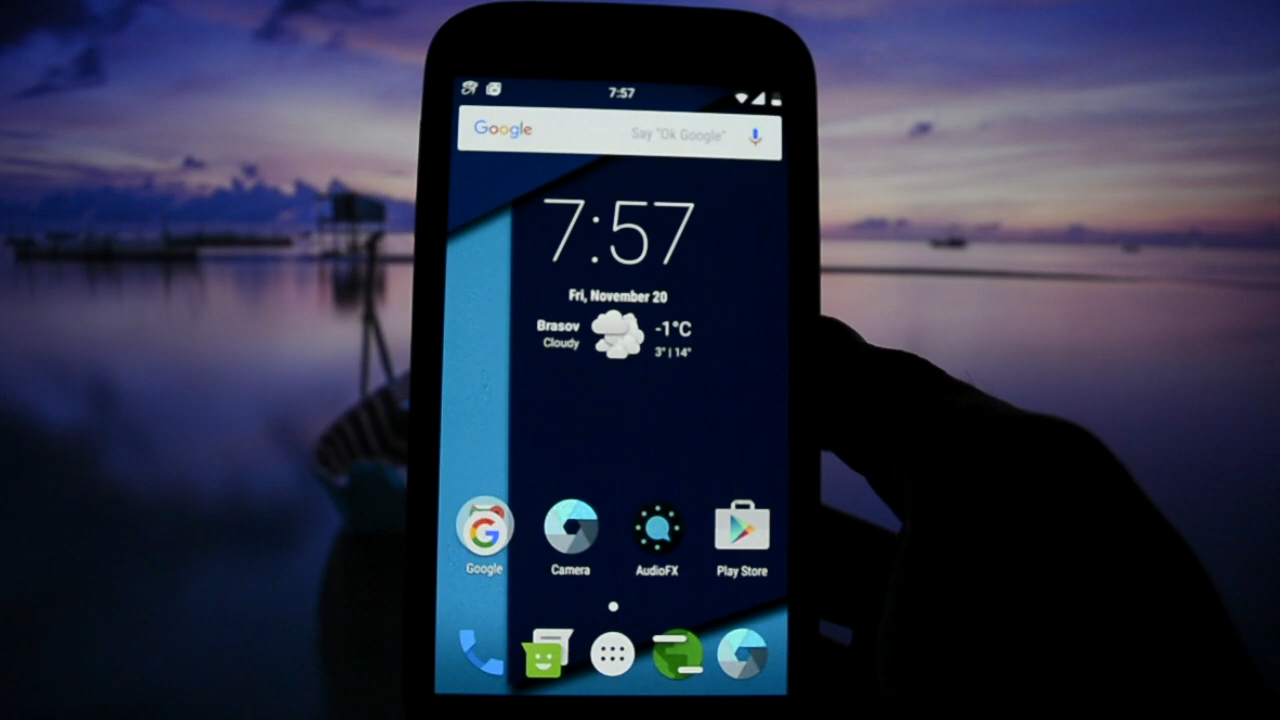 7:57
Google Say "Ok Google"
7:57
Fri, November 20
Brasov
Cloudy
-1°C
3° | 14°
Google Camera AudioFX Play Store